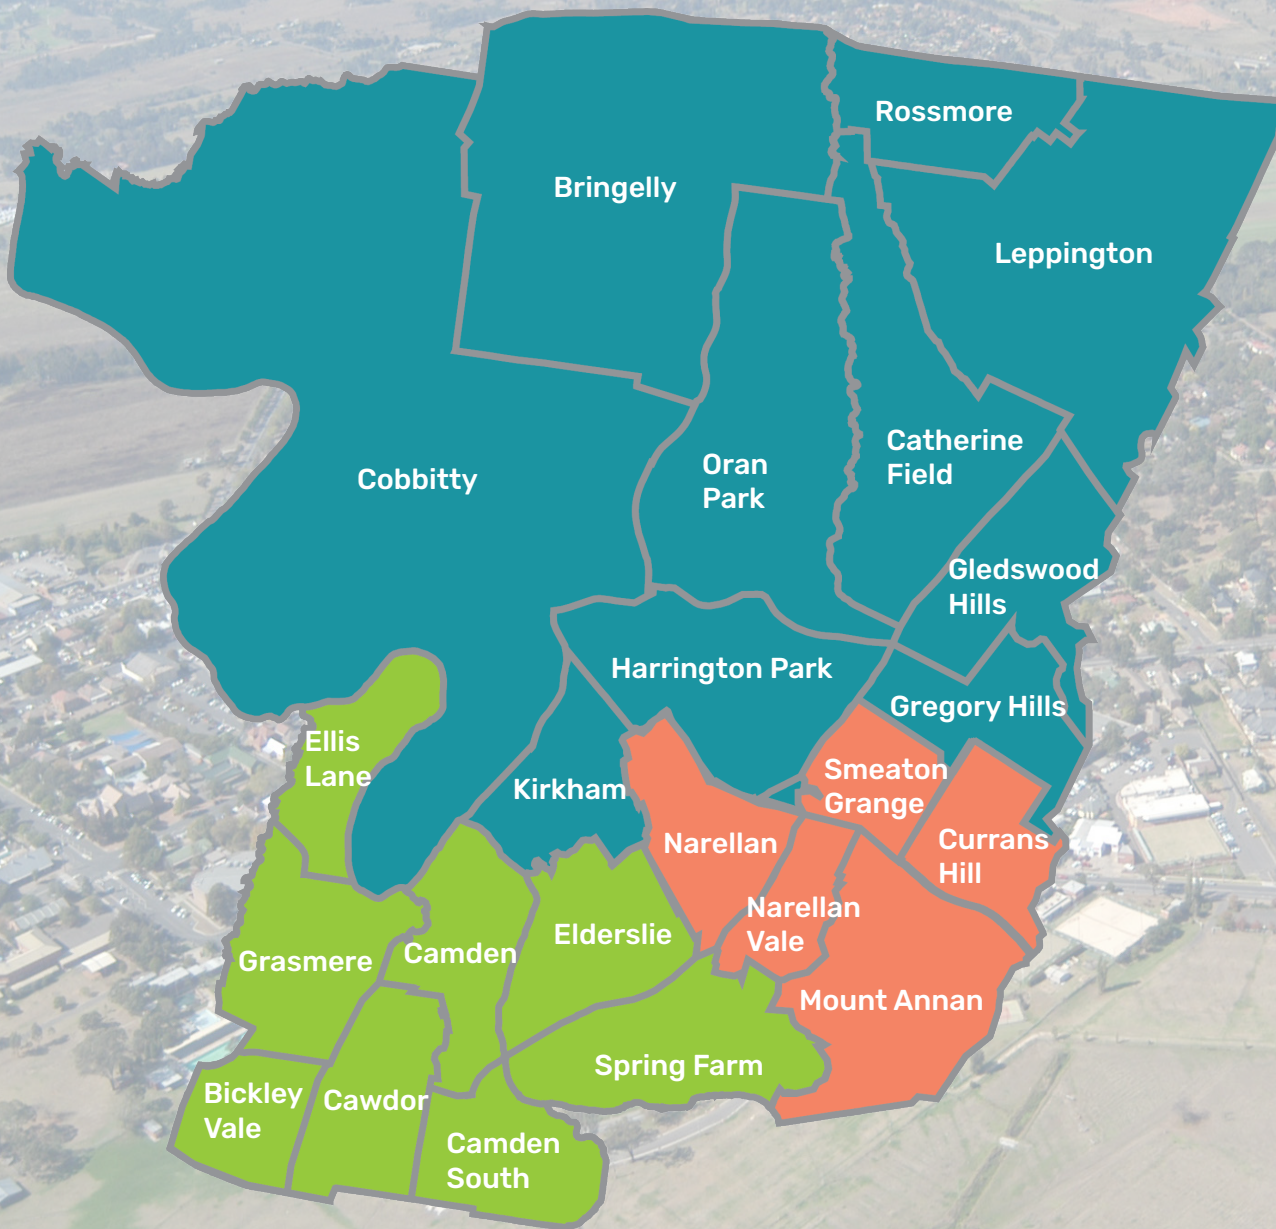 Rossmore
Bringelly
Leppington
Catherine
Field
Oran
Park
Cobbitty
Gledswood
Hills
Harrington Park
Gregory Hills
Ellis
Lane
Smeaton
Grange
Kirkham
Narellan
Currans
Hill
Narellan
Vale
Elderslie
Camden
Grasmere
Mount Annan
Spring Farm
Bickley
Vale
Cawdor
Camden
South